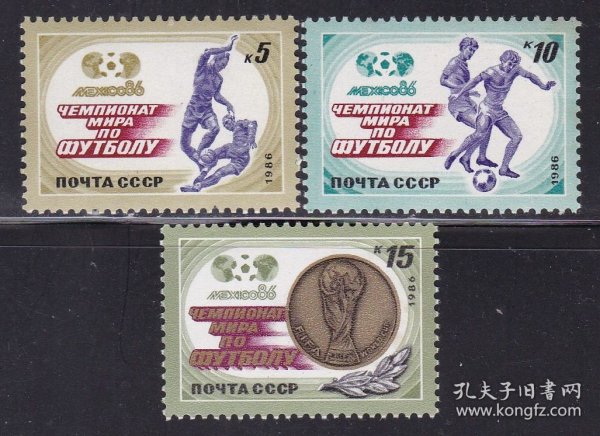 к5
MEXICO86
ЧЕМПИОНАТ
МИРА
ПО
ФУТБОЛУ
1986
ПОЧТА СССР
к10
MEXICO86
ЧЕМПИОНАТ
МИРА
ПО
ФУТБОЛУ
1986
ПОЧТА СССР
к15
MEXICO86
ЧЕМПИОНАТ
МИРА
ПО
ФУТБОЛУ
1986
FIFA
ПОЧТА СССР
孔夫子旧书网
www.kongfz.com